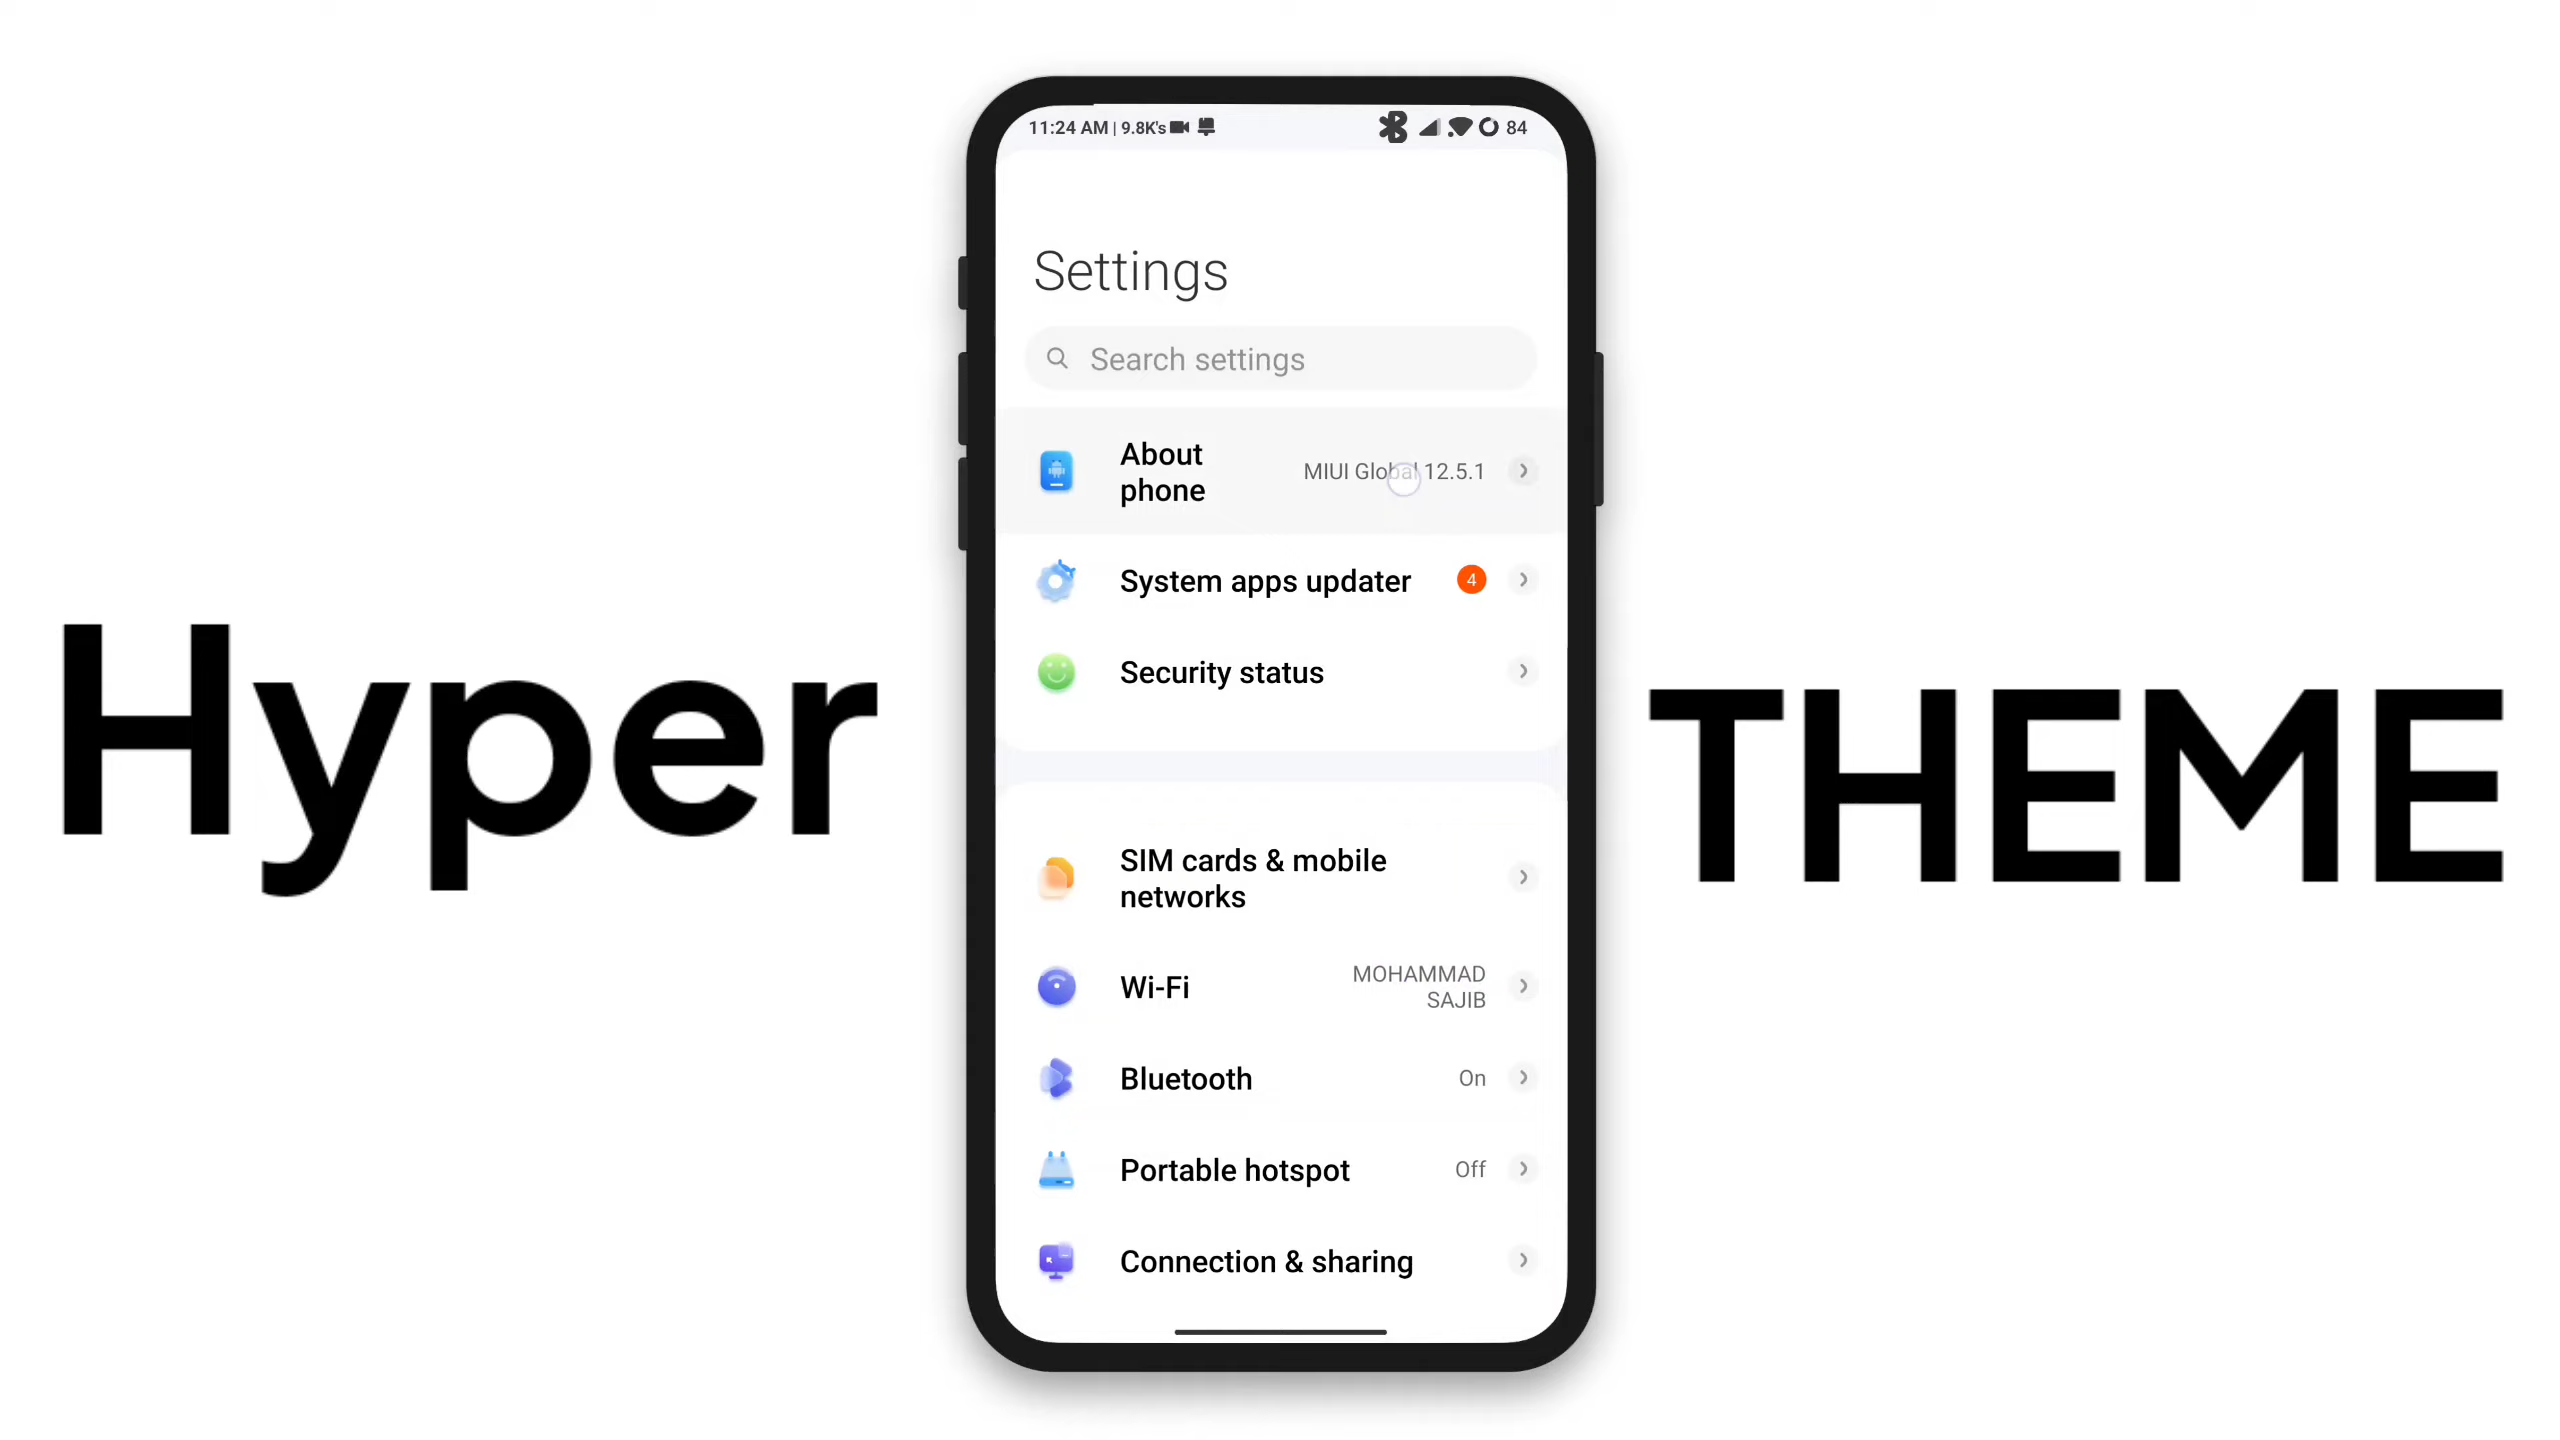 11:24 AM | 9.8K's
84
Settings
Search settings
About
phone
MIUI Global 12.5.1
System apps updater
4
Security status
Hyper
THEME
SIM cards & mobile
networks
Wi-Fi
MOHAMMAD
SAJIB
Bluetooth
On
Portable hotspot
Off
Connection & sharing